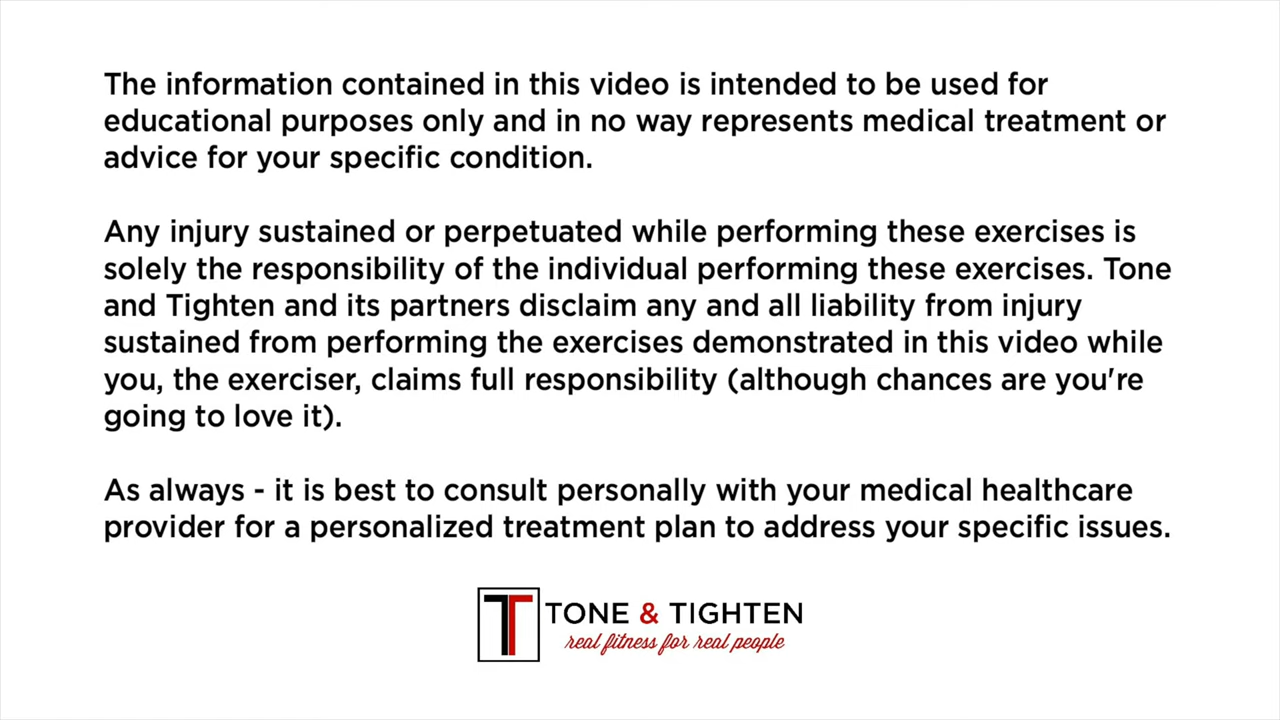 The information contained in this video is intended to be used for
educational purposes only and in no way represents medical treatment or
advice for your specific condition.
Any injury sustained or perpetuated while performing these exercises is
solely the responsibility of the individual performing these exercises. Tone
and Tighten and its partners disclaim any and all liability from injury
sustained from performing the exercises demonstrated in this video while
you, the exerciser, claims full responsibility (although chances are you're
going to love it).
As always - it is best to consult personally with your medical healthcare
provider for a personalized treatment plan to address your specific issues.
TT TONE & TIGHTEN
real fitness for real people